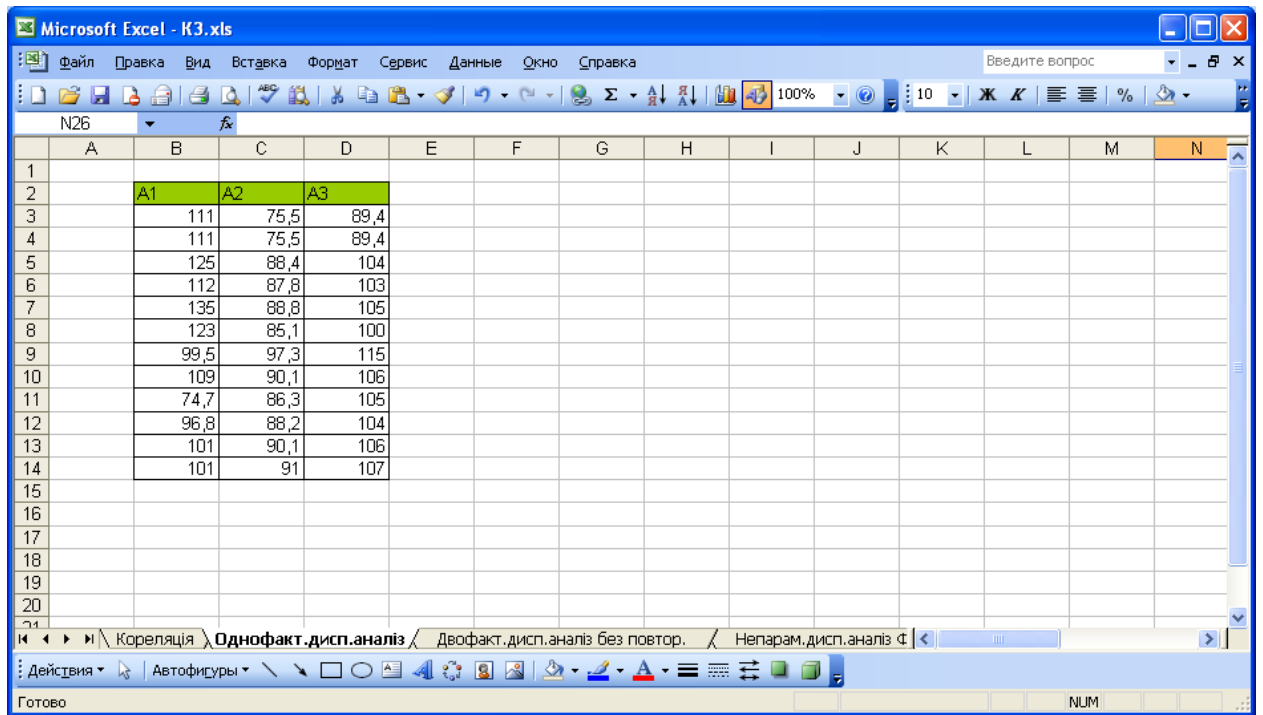 Microsoft Excel - К3.xls
Файл Правка Вид Вставка Формат Сервис Данные Окно Справка Введите вопрос
ABC Σ А Я Я А 100% 10 Ж К %
N26 fx
A B C D E F G H I J K L M N
1
2 A1 A2 A3
3 111 75,5 89,4
4 111 75,5 89,4
5 125 88,4 104
6 112 87,8 103
7 135 88,8 105
8 123 85,1 100
9 99,5 97,3 115
10 109 90,1 106
11 74,7 86,3 105
12 96,8 88,2 104
13 101 90,1 106
14 101 91 107
15
16
17
18
19
20
21
Кореляція Однофакт.дисп.аналіз Двофакт.дисп.аналіз без повтор. Непарам.дисп.аналіз Ф
Действия Автофигуры A
Готово NUM